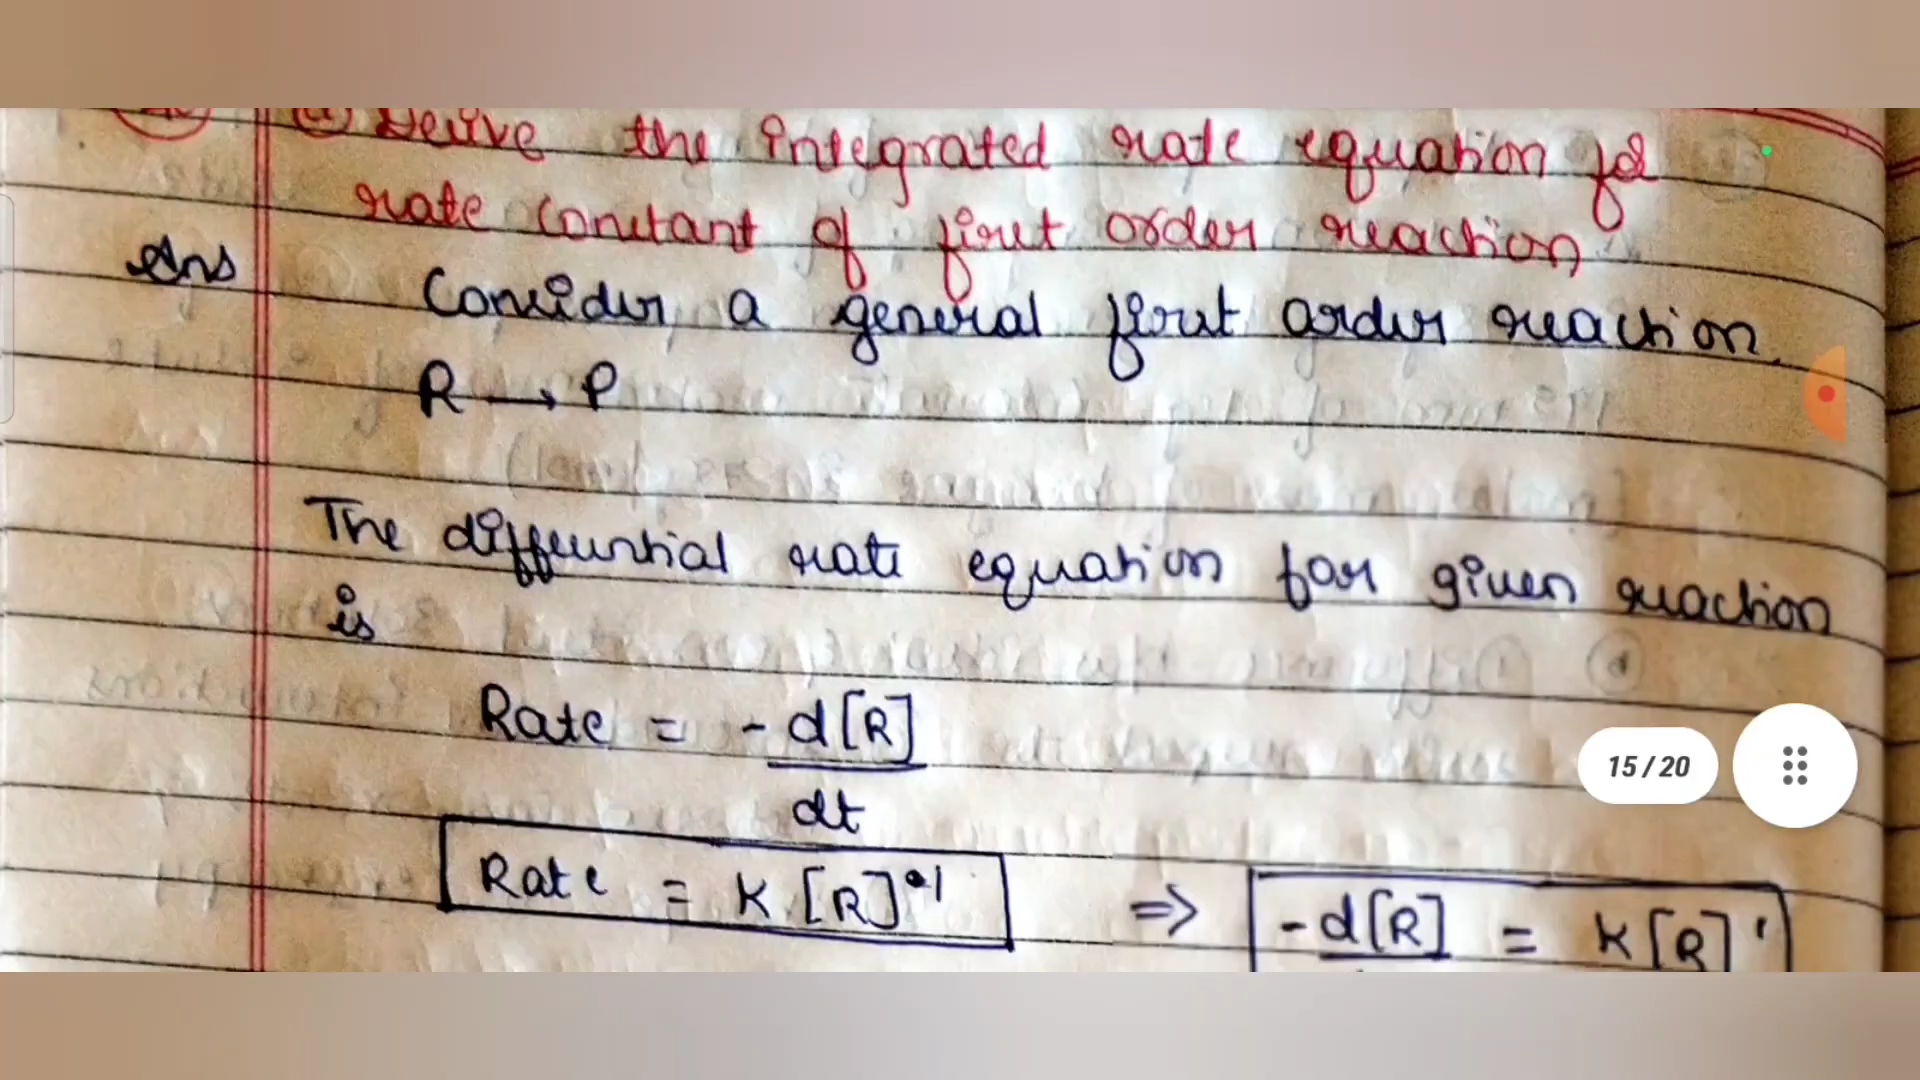 (a) Derive the integrated rate equation for
rate constant of first order reaction.
Ans
Consider a general first order reaction.
R → P
The differential rate equation for given reaction
is
Rate = -d[R]
dt
Rate = K [R]¹ => -d[R] = K[R]¹
15/20